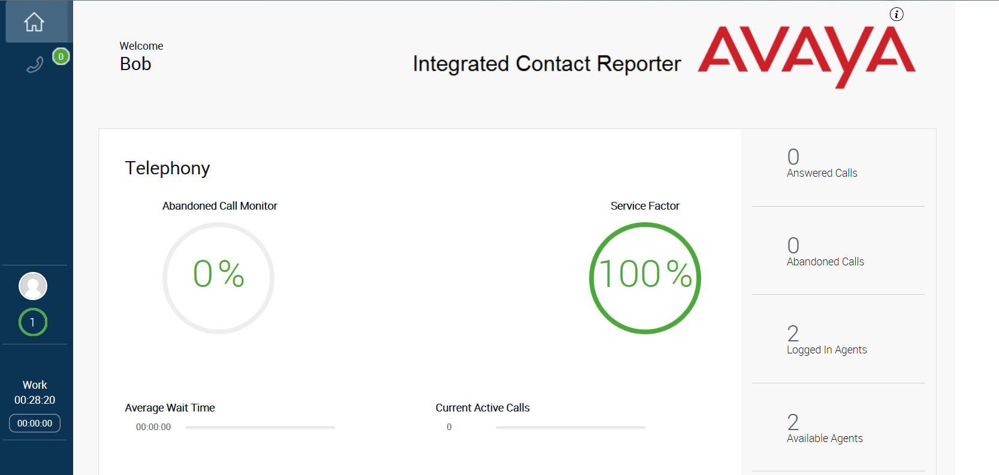 0
1
Work
00:28:20
00:00:00
Welcome
Bob
Integrated Contact Reporter
AVAYA
i
Telephony
Abandoned Call Monitor
0%
Service Factor
100%
Average Wait Time
00:00:00
Current Active Calls
0
0
Answered Calls
0
Abandoned Calls
2
Logged In Agents
2
Available Agents